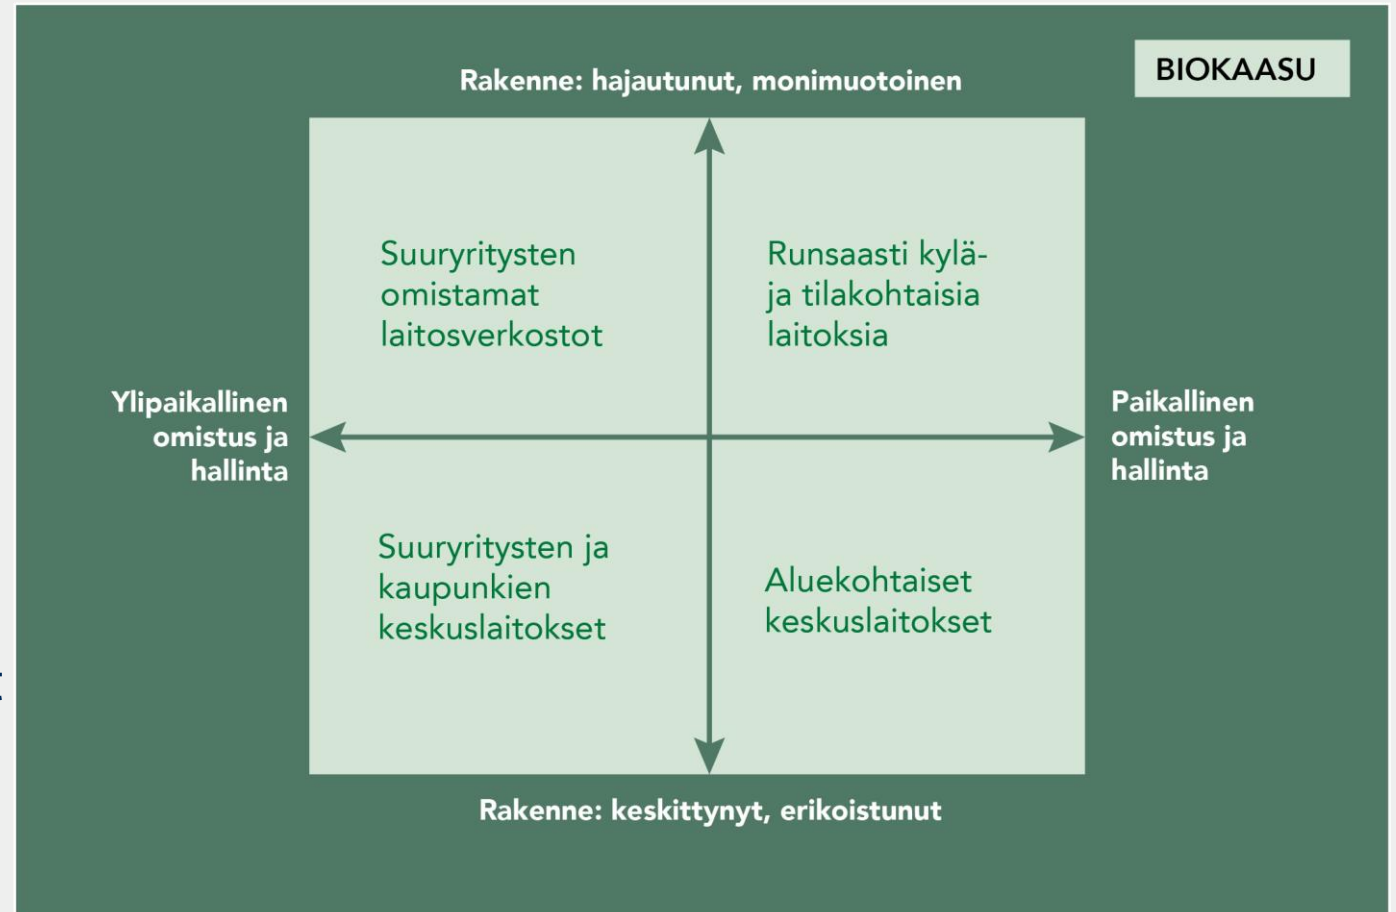 BIOKAASU
Rakenne: hajautunut, monimuotoinen
Suuryritysten
omistamat
laitosverkostot
Runsaasti kylä-
ja tilakohtaisia
laitoksia
Ylipaikallinen
omistus ja
hallinta
Paikallinen
omistus ja
hallinta
Suuryritysten ja
kaupunkien
keskuslaitokset
Aluekohtaiset
keskuslaitokset
Rakenne: keskittynyt, erikoistunut